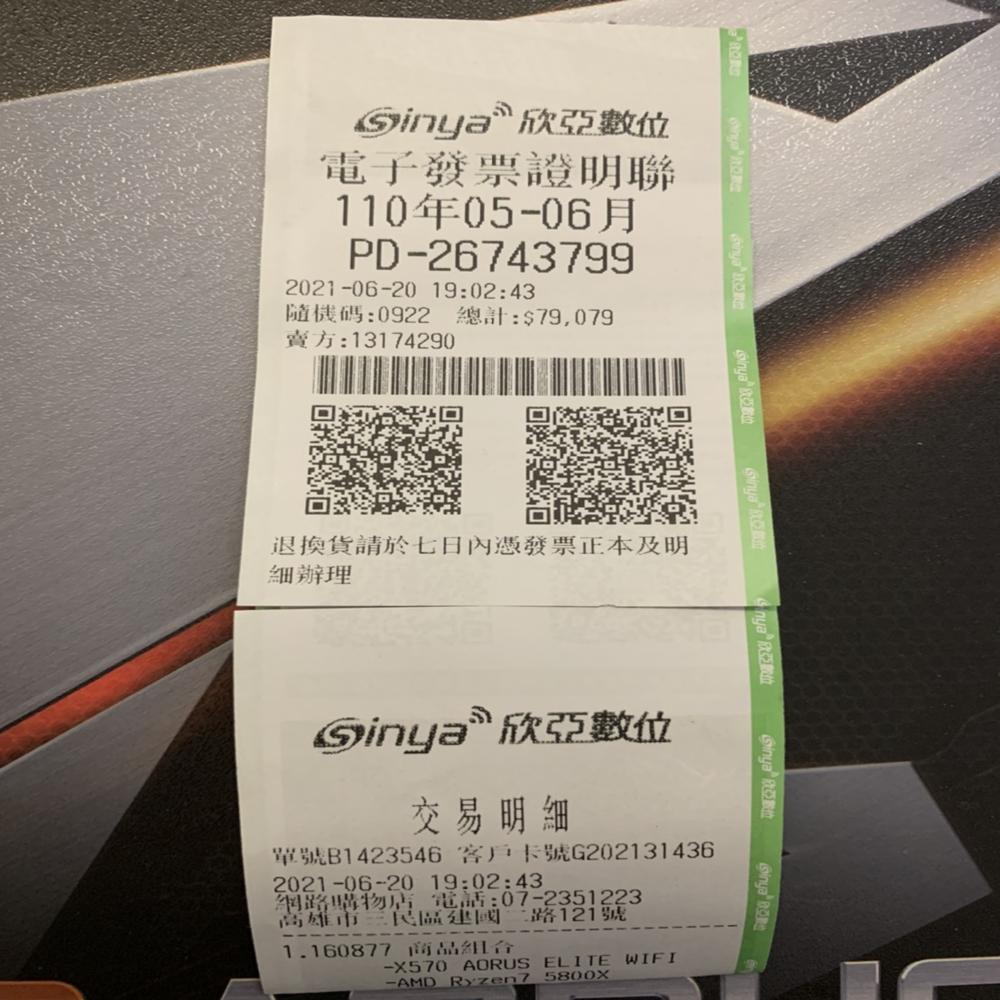 Sinya 欣亞數位
電子發票證明聯
110年05-06月
PD-26743799
2021-06-20 19:02:43
隨機碼:0922 總計:$79,079
賣方:13174290
退換貨請於七日內憑發票正本及明
細辦理
Sinya 欣亞數位
交易明細
單號B1423546 客戶卡號G202131436
2021-06-20 19:02:43
網路購物店 電話:07-2351223
高雄市三民區建國二路121號
1.160877 商品組合
-X570 AORUS ELITE WIFI
-AMD Ryzen7 5800X